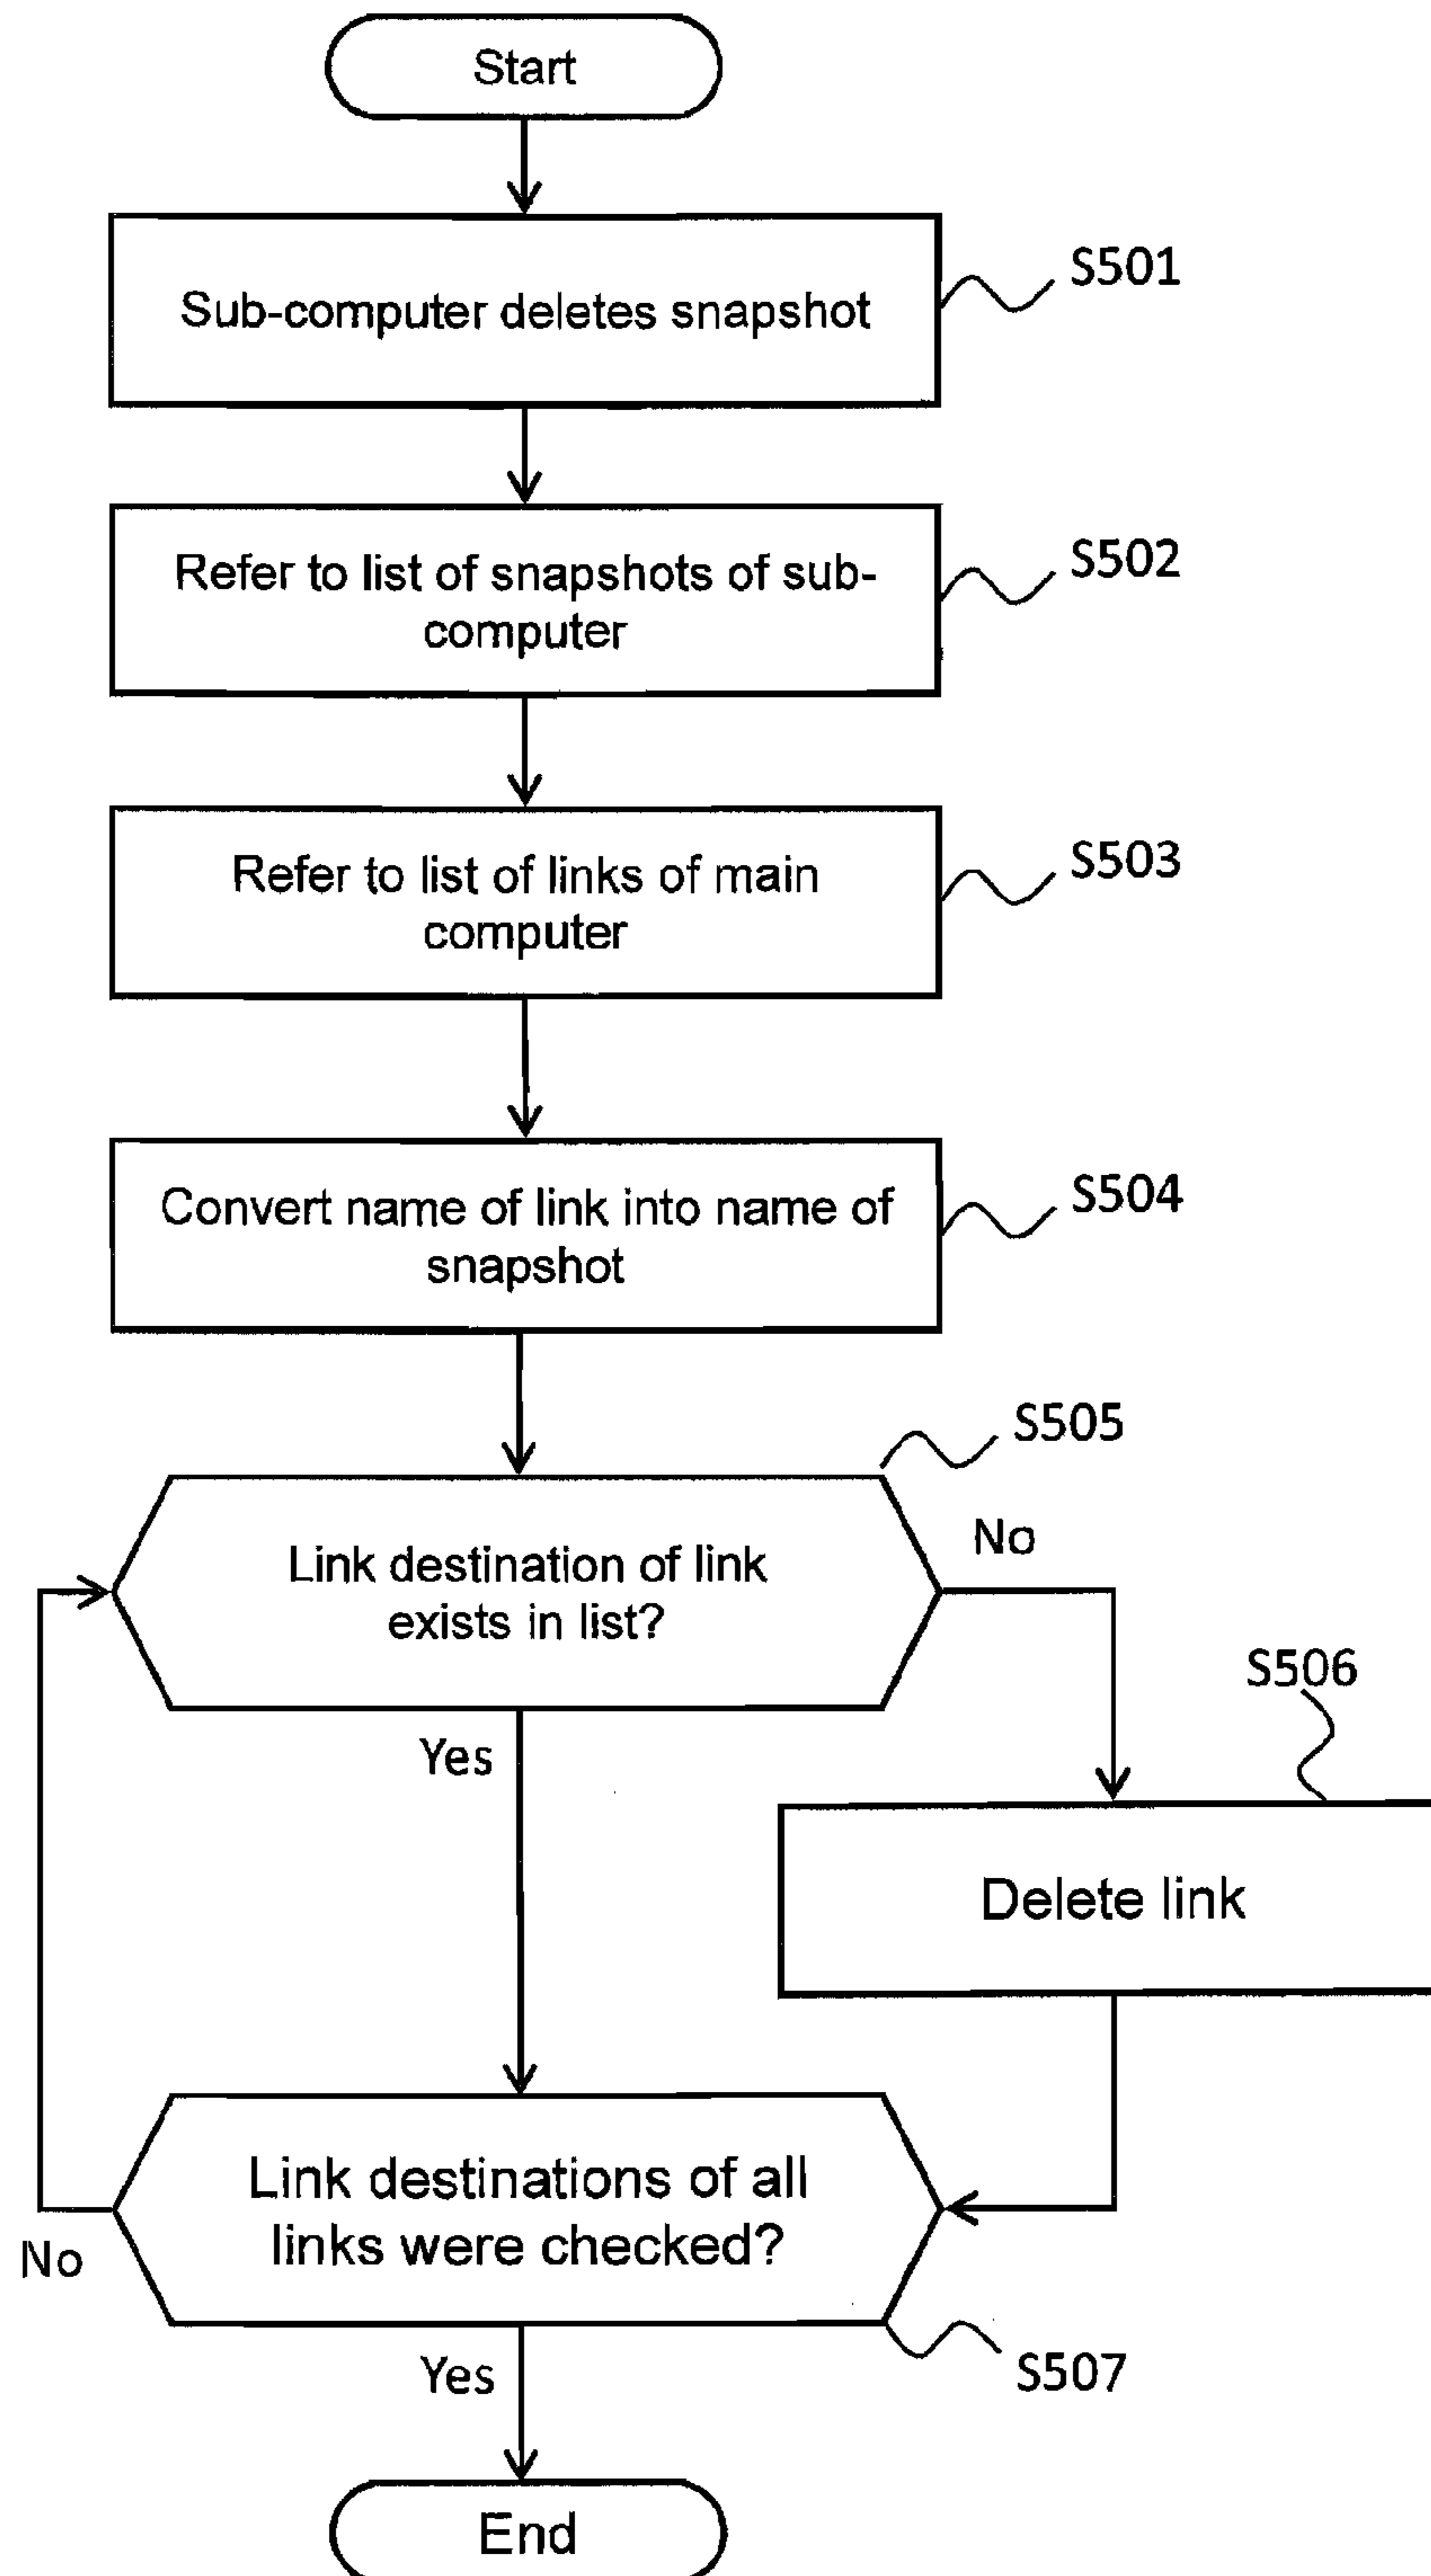 Start
Sub-computer deletes snapshot
S501
Refer to list of snapshots of sub-
computer
S502
Refer to list of links of main
computer
S503
Convert name of link into name of
snapshot
S504
S505
Link destination of link
exists in list?
No
Yes
S506
Delete link
Link destinations of all
links were checked?
No
S507
Yes
End